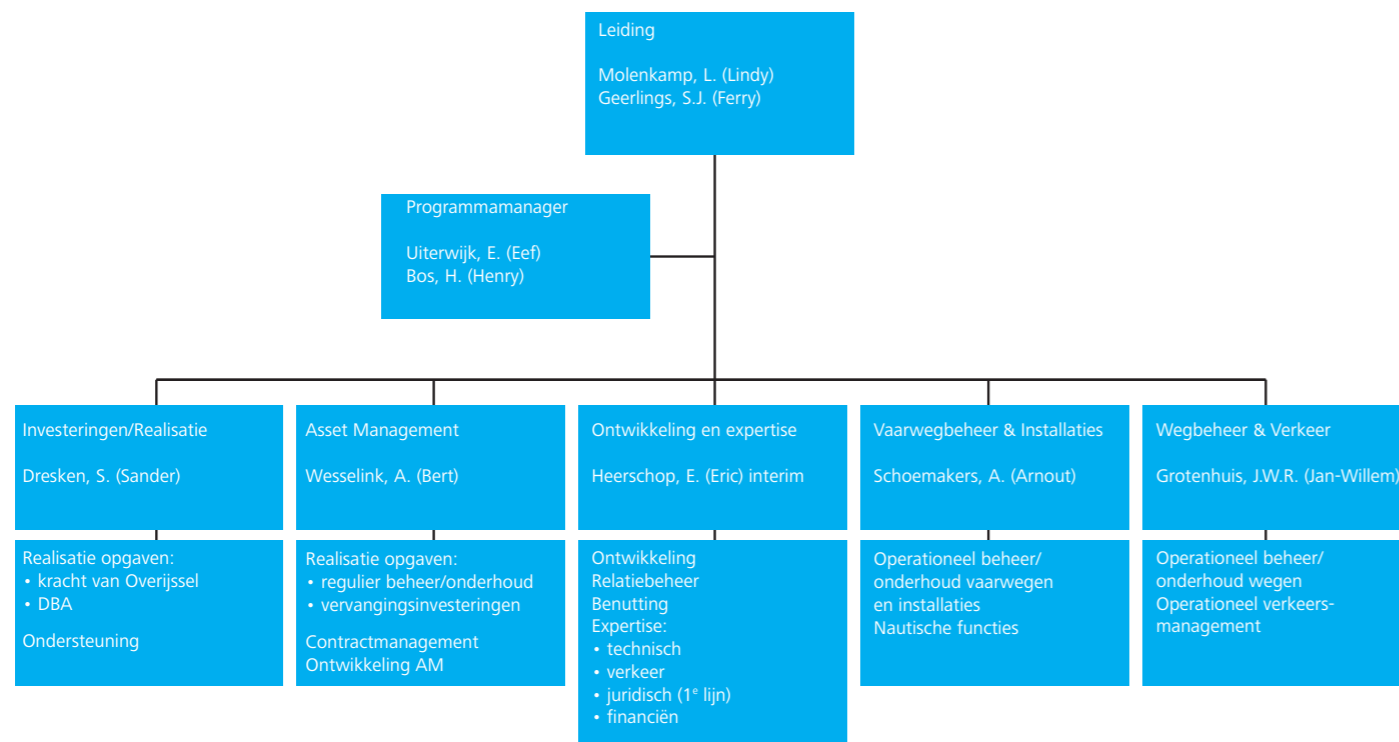 Leiding
Molenkamp, L. (Lindy)
Geerlings, S.J. (Ferry)
Programmamanager
Uiterwijk, E. (Eef)
Bos, H. (Henry)
Investeringen/Realisatie
Dresken, S. (Sander)
Realisatie opgaven:
• kracht van Overijssel
• DBA
Ondersteuning
Asset Management
Wesselink, A. (Bert)
Realisatie opgaven:
• regulier beheer/onderhoud
• vervangingsinvesteringen
Contractmanagement
Ontwikkeling AM
Ontwikkeling en expertise
Heerschop, E. (Eric) interim
Ontwikkeling
Relatiebeheer
Benutting
Expertise:
• technisch
• verkeer
• juridisch (1e lijn)
• financiën
Vaarwegbeheer & Installaties
Schoemakers, A. (Arnout)
Operationeel beheer/
onderhoud vaarwegen
en installaties
Nautische functies
Wegbeheer & Verkeer
Grotenhuis, J.W.R. (Jan-Willem)
Operationeel beheer/
onderhoud wegen
Operationeel verkeers-
management